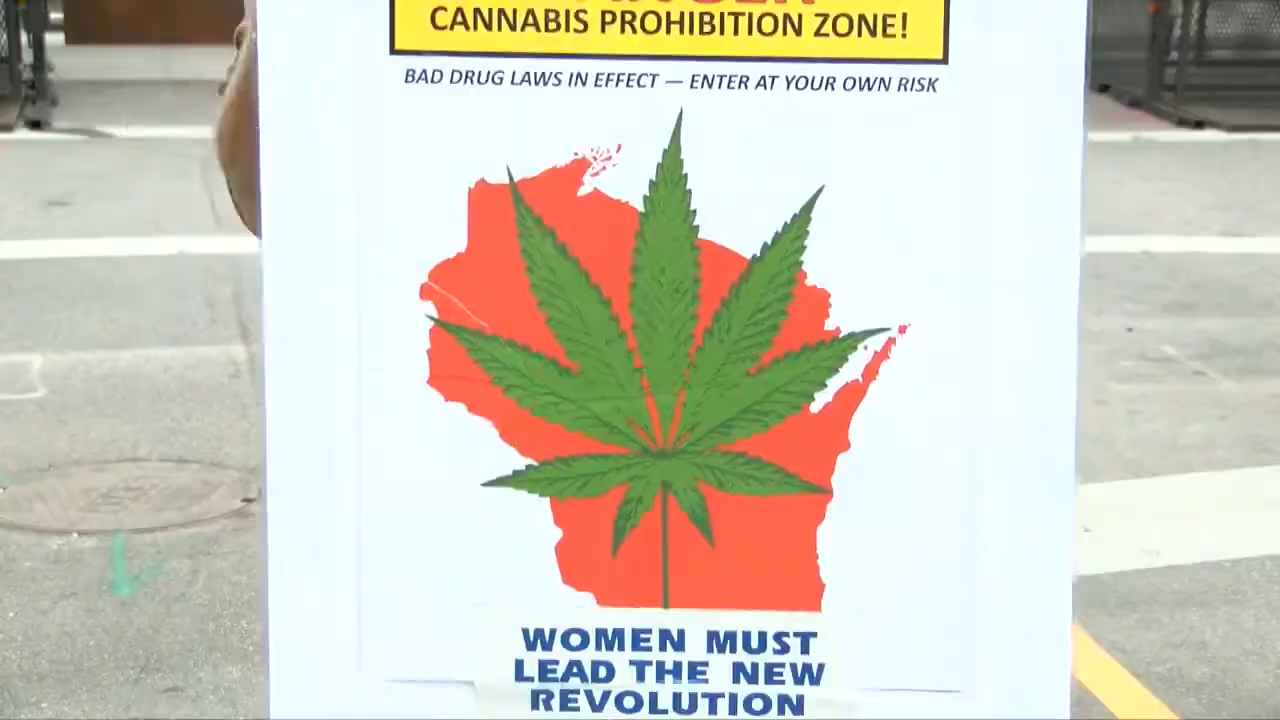 CANNABIS PROHIBITION ZONE!
BAD DRUG LAWS IN EFFECT — ENTER AT YOUR OWN RISK
WOMEN MUST
LEAD THE NEW
REVOLUTION